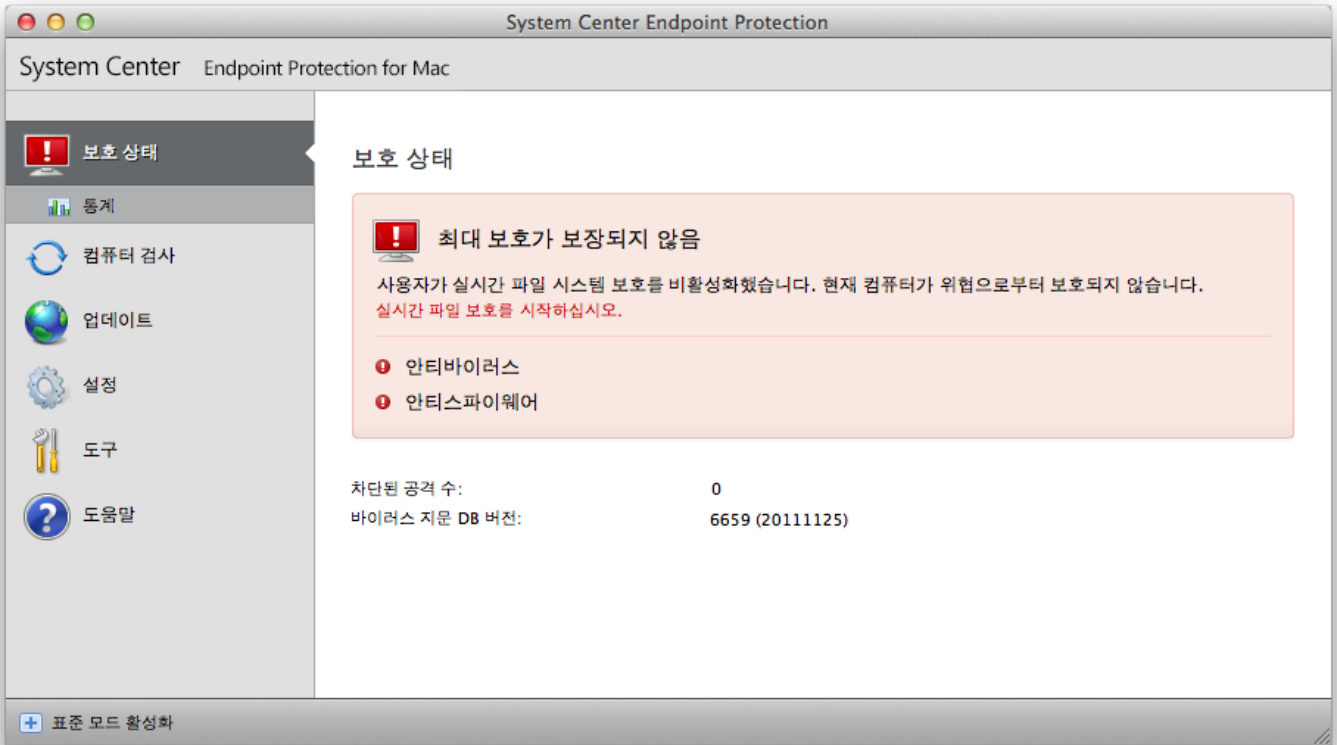 System Center Endpoint Protection
System Center Endpoint Protection for Mac
보호 상태
통계
컴퓨터 검사
업데이트
설정
도구
도움말
보호 상태
최대 보호가 보장되지 않음
사용자가 실시간 파일 시스템 보호를 비활성화했습니다. 현재 컴퓨터가 위협으로부터 보호되지 않습니다.
실시간 파일 보호를 시작하십시오.
안티바이러스
안티스파이웨어
차단된 공격 수: 0
바이러스 지문 DB 버전: 6659 (20111125)
표준 모드 활성화